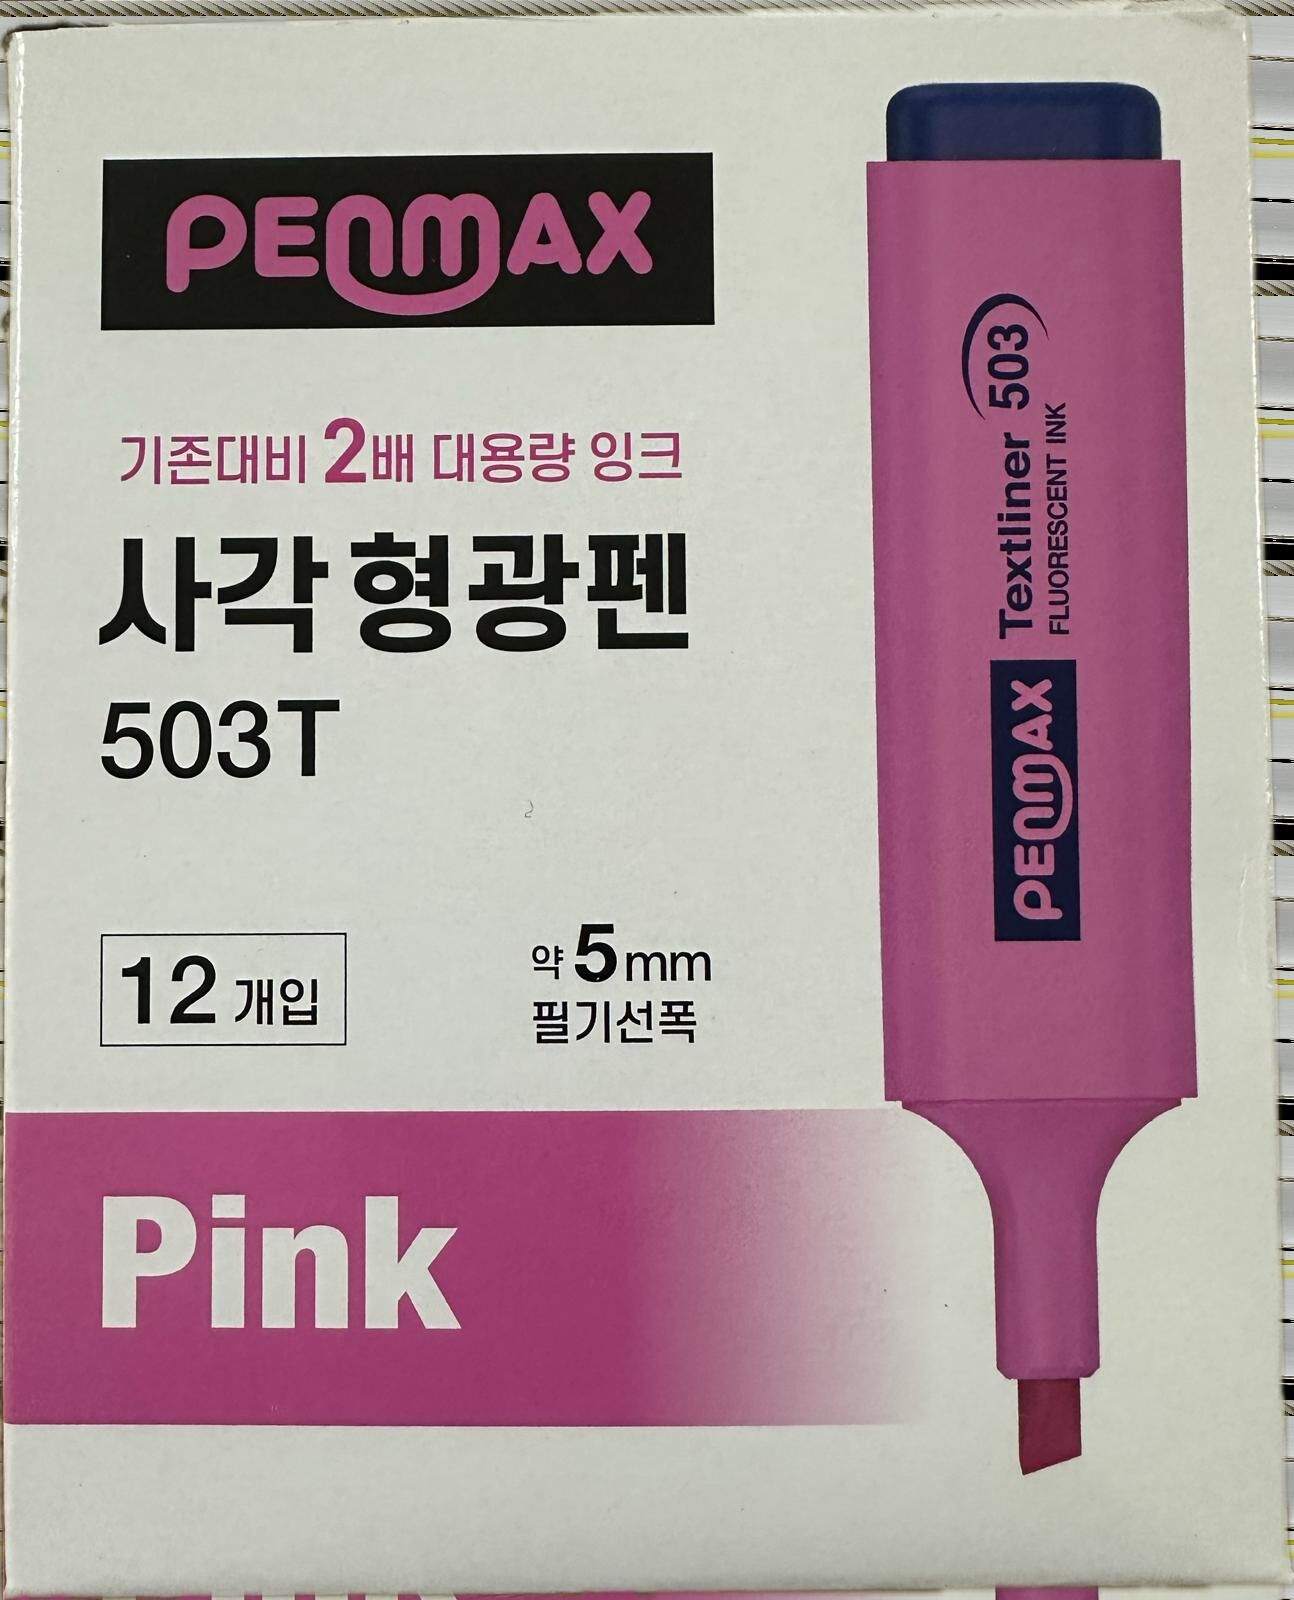 PENMAX
기존대비 2배 대용량 잉크
사각 형광펜
503T
12 개입
약 5mm
필기선폭
Pink
PENMAX Textliner 503
FLUORESCENT INK